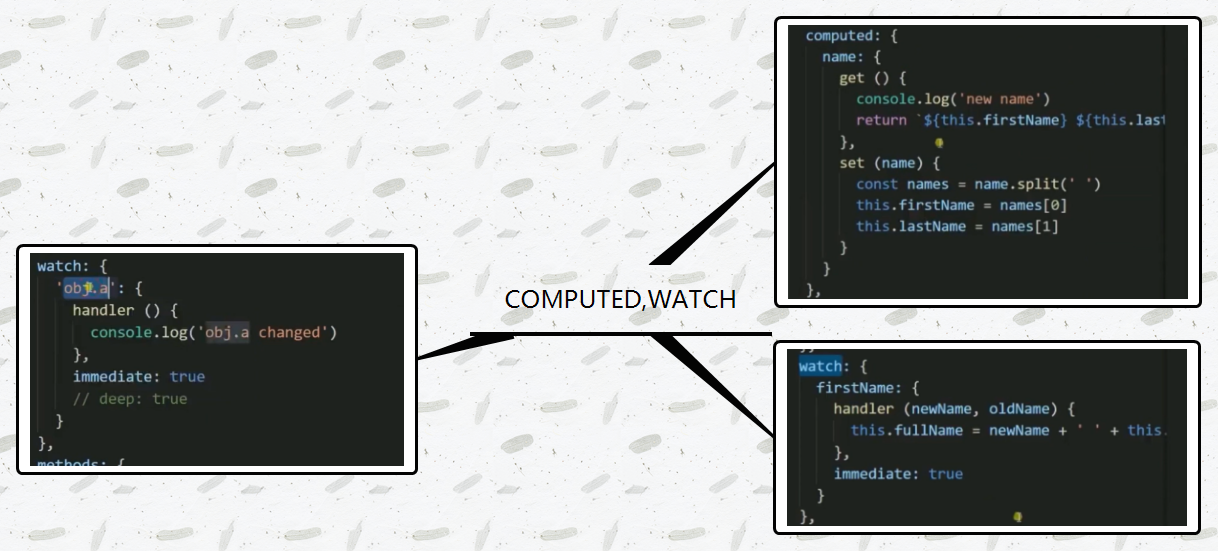 computed: {
name: {
get () {
console.log('new name')
return `${this.firstName} ${this.last
},
set (name) {
const names = name.split(' ')
this.firstName = names[0]
this.lastName = names[1]
}
}
},
watch: {
'obj.a': {
handler () {
console.log('obj.a changed')
},
immediate: true
// deep: true
}
},
methods: {
COMPUTED,WATCH
watch: {
firstName: {
handler (newName, oldName) {
this.fullName = newName + ' ' + this.
},
immediate: true
}
},